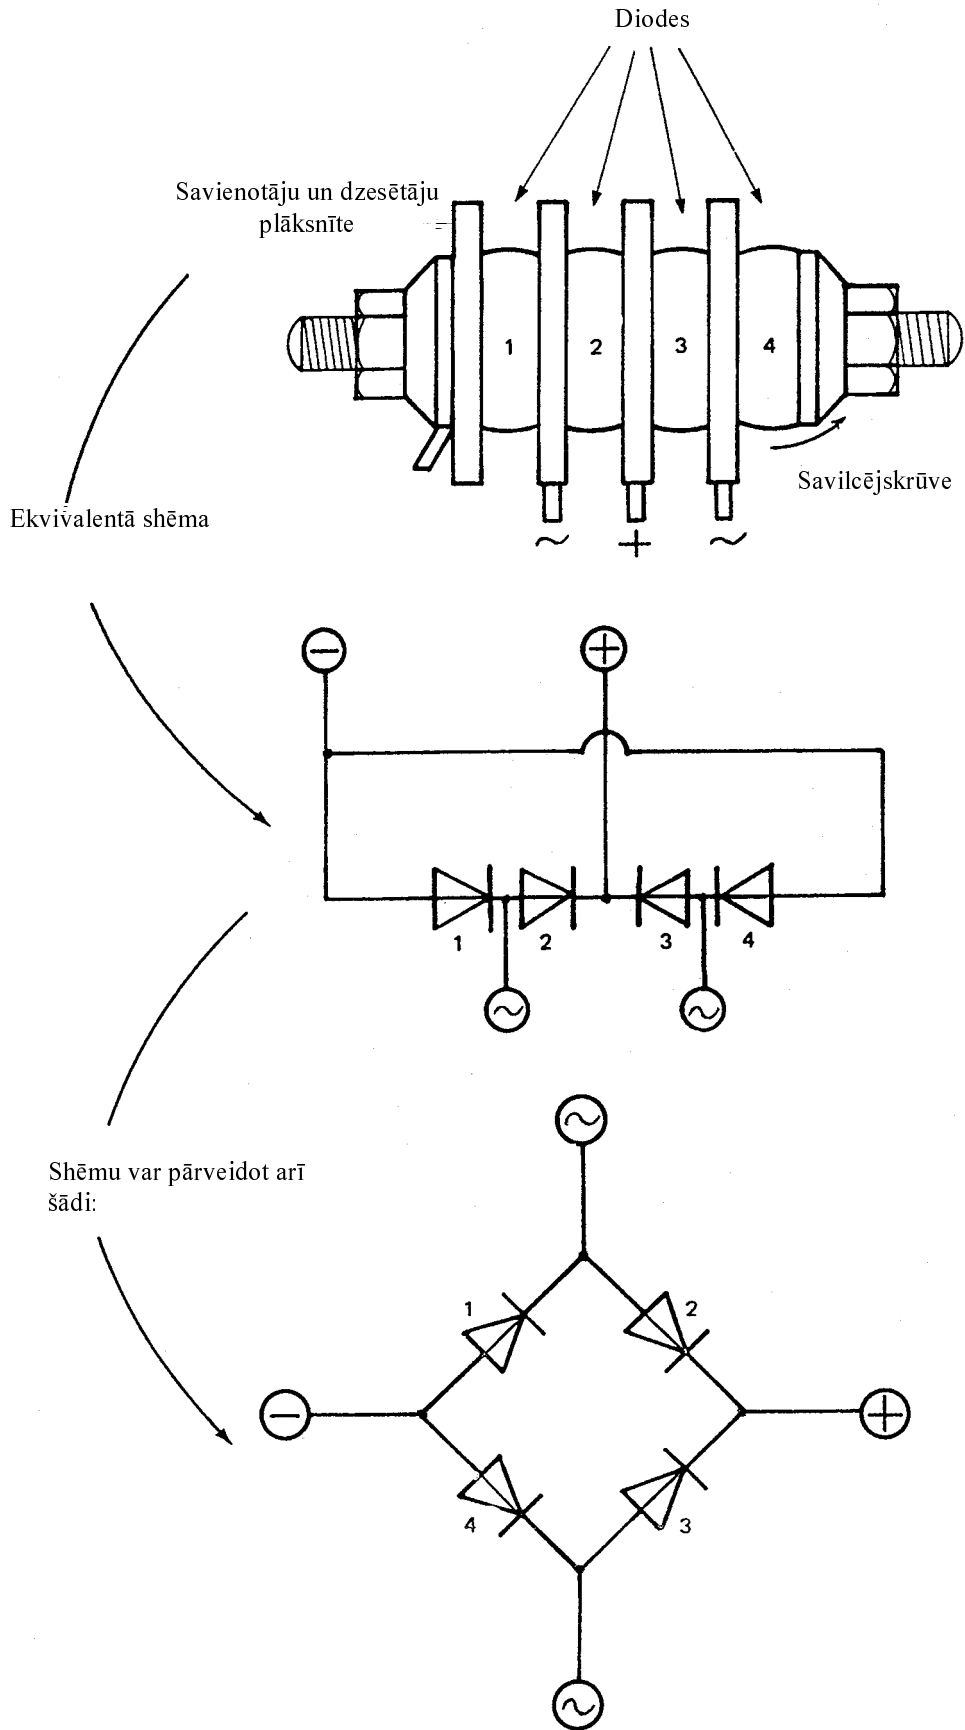 Diodes
Savienotāju un dzesētāju
plāksnīte
1 2 3 4
Savilcējskrūve
~ + ~
Ekvivalentā shēma
− +
1 2 3 4
~ ~
Shēmu var pārveidot arī
šādi:
~
1 2
− +
4 3
~